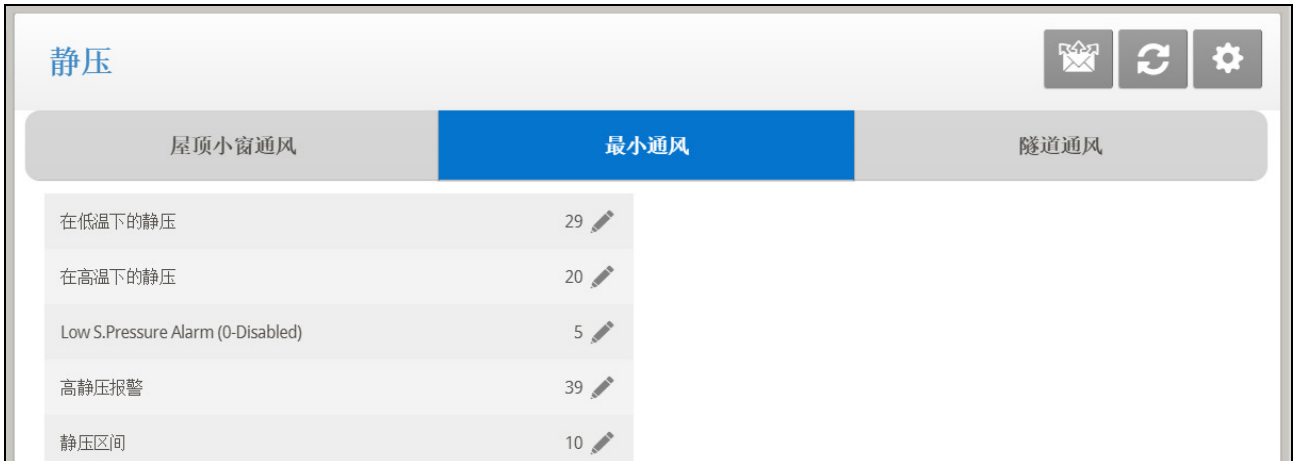 静压
屋顶小窗通风 最小通风 隧道通风
在低温下的静压 29
在高温下的静压 20
Low S.Pressure Alarm (0-Disabled) 5
高静压报警 39
静压区间 10